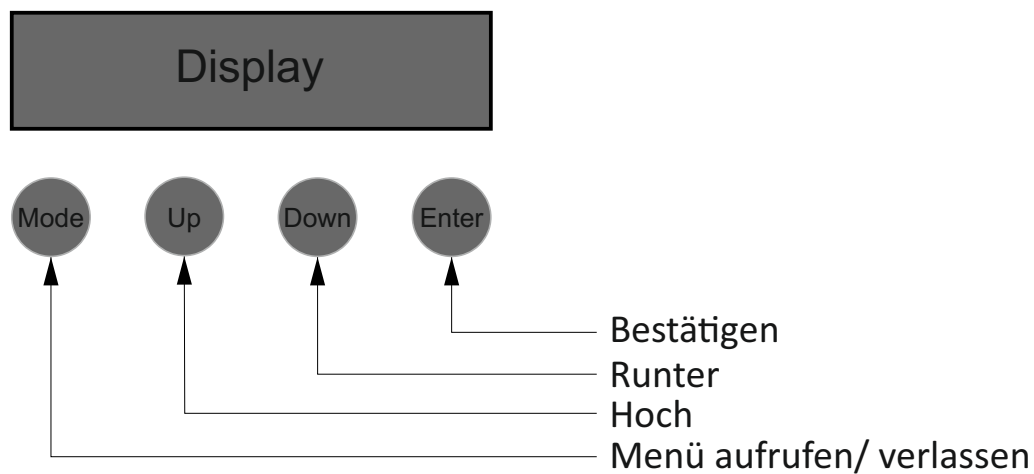 Display
Mode Up Down Enter
Bestätigen
Runter
Hoch
Menü aufrufen/ verlassen